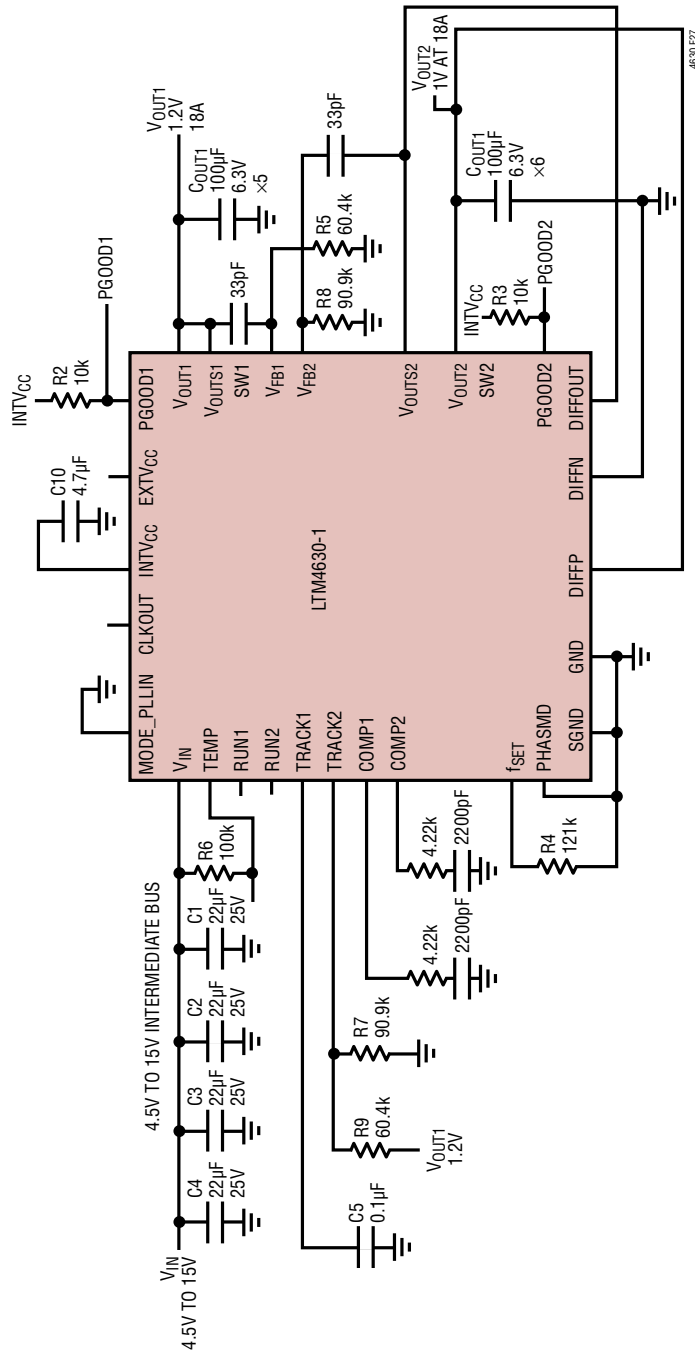 INTVCC
R2
10k
PGOOD1
C10
4.7µF
MODE_PLLIN
CLKOUT
INTVCC
EXTVCC
PGOOD1
VIN
4.5V TO 15V
4.5V TO 15V INTERMEDIATE BUS
C4
22µF
25V
C3
22µF
25V
C2
22µF
25V
C1
22µF
25V
R6
100k
VIN
TEMP
RUN1
RUN2
TRACK1
TRACK2
COMP1
COMP2
fSET
PHASMD
LTM4630-1
VOUT1
VOUTS1
SW1
VFB1
VFB2
VOUTS2
VOUT2
SW2
PGOOD2
SGND
GND
DIFFP
DIFFN
DIFFOUT
VOUT1
1.2V
18A
COUT1
100µF
6.3V
×5
33pF
R5
60.4k
R8
90.9k
33pF
VOUT2
1V AT 18A
COUT1
100µF
6.3V
×6
INTVCC
R3
10k
PGOOD2
C5
0.1µF
R9
60.4k
VOUT1
1.2V
R7
90.9k
4.22k
2200pF
4.22k
2200pF
R4
121k
4630 F27